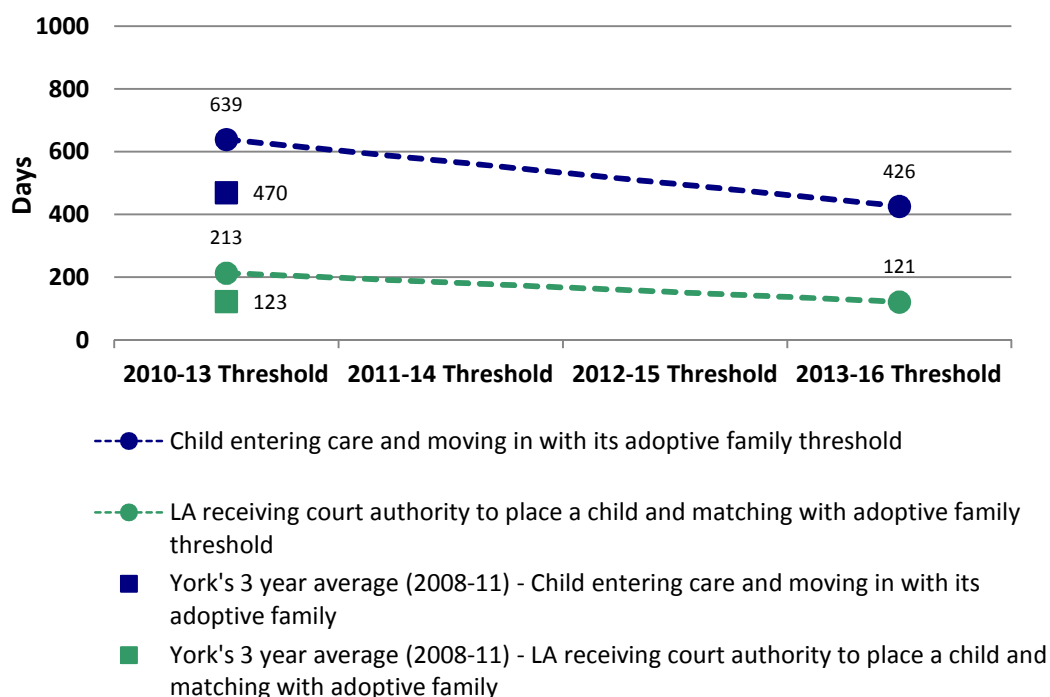 1000
800
639
600
426
Days
470
400
213
200
121
123
0
2010-13 Threshold 2011-14 Threshold 2012-15 Threshold 2013-16 Threshold
Child entering care and moving in with its adoptive family threshold
LA receiving court authority to place a child and matching with adoptive family
threshold
York's 3 year average (2008-11) - Child entering care and moving in with its
adoptive family
York's 3 year average (2008-11) - LA receiving court authority to place a child and
matching with adoptive family